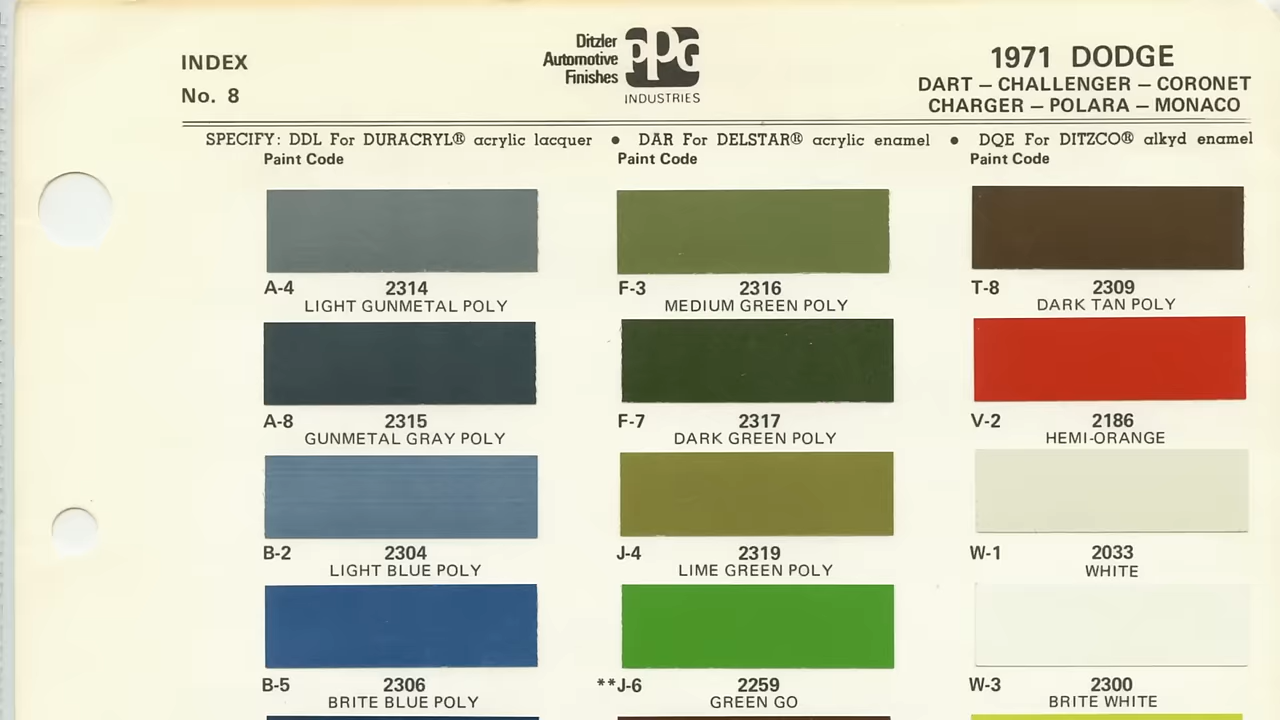 INDEX
No. 8
Ditzler
Automotive
Finishes
PPG
INDUSTRIES
1971 DODGE
DART – CHALLENGER – CORONET
CHARGER – POLARA – MONACO
SPECIFY: DDL For DURACRYL® acrylic lacquer ● DAR For DELSTAR® acrylic enamel ● DQE For DITZCO® alkyd enamel
Paint Code Paint Code Paint Code
A-4 2314
LIGHT GUNMETAL POLY
A-8 2315
GUNMETAL GRAY POLY
B-2 2304
LIGHT BLUE POLY
B-5 2306
BRITE BLUE POLY
F-3 2316
MEDIUM GREEN POLY
F-7 2317
DARK GREEN POLY
J-4 2319
LIME GREEN POLY
**J-6 2259
GREEN GO
T-8 2309
DARK TAN POLY
V-2 2186
HEMI-ORANGE
W-1 2033
WHITE
W-3 2300
BRITE WHITE